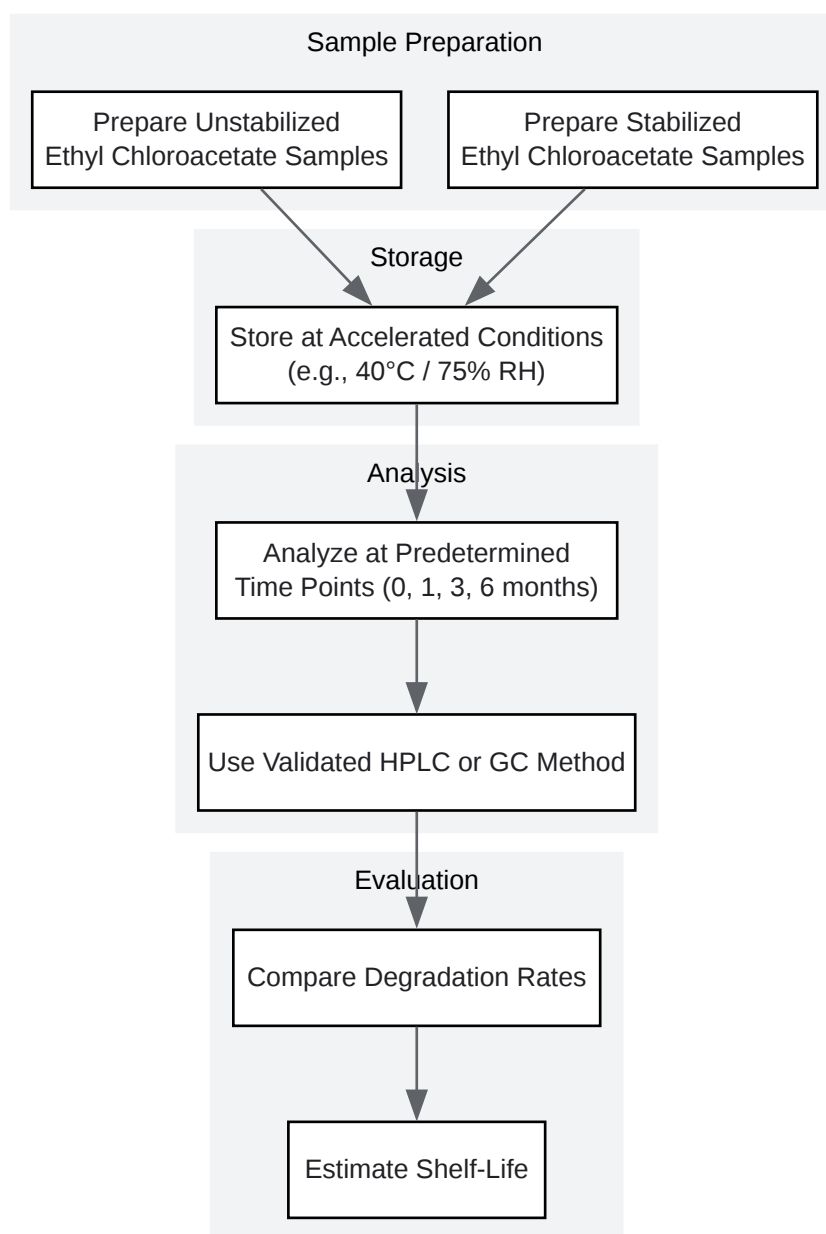 Sample Preparation
Prepare Unstabilized
Ethyl Chloroacetate Samples
Prepare Stabilized
Ethyl Chloroacetate Samples
Storage
Store at Accelerated Conditions
(e.g., 40°C / 75% RH)
Analysis
Analyze at Predetermined
Time Points (0, 1, 3, 6 months)
Use Validated HPLC or GC Method
Evaluation
Compare Degradation Rates
Estimate Shelf-Life